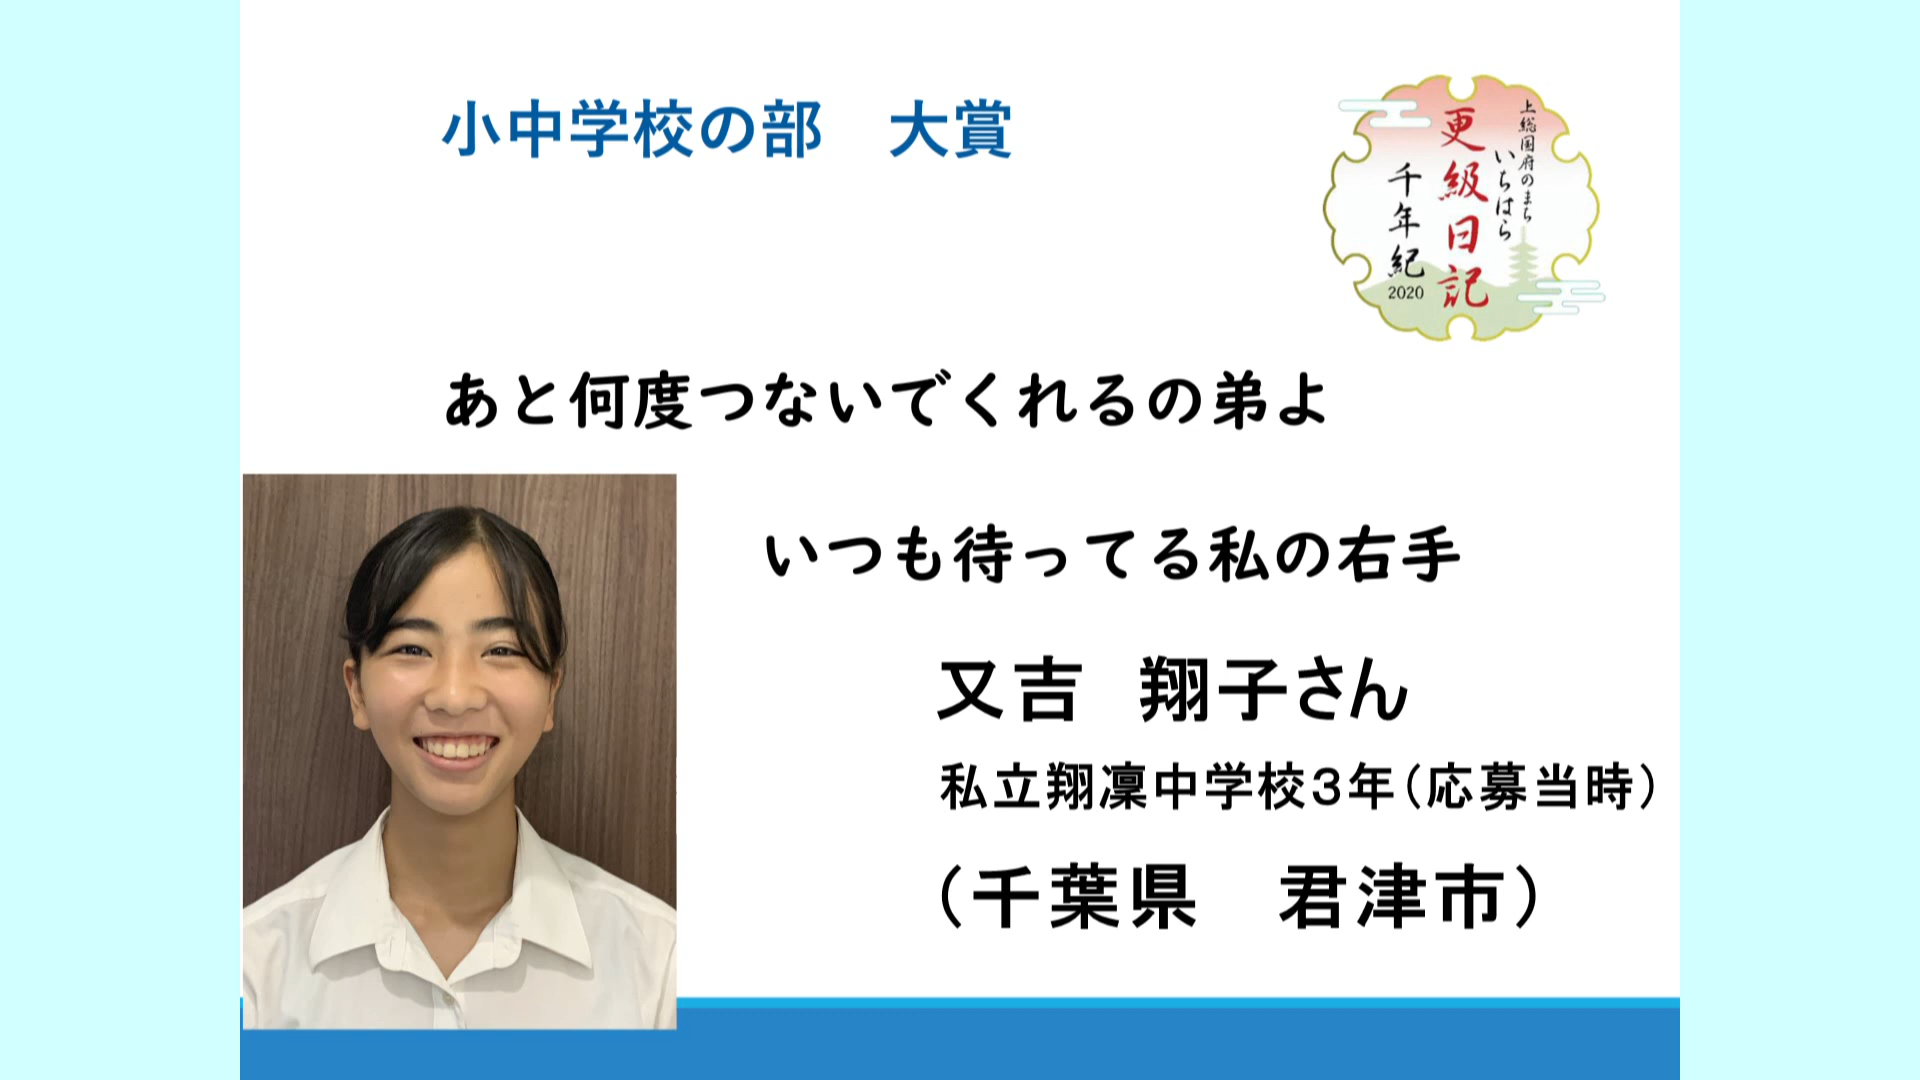 小中学校の部　大賞
上総国府のまち
いちはら
更級日記
千年紀
2020
あと何度つないでくれるの弟よ
いつも待ってる私の右手
又吉　翔子さん
私立翔凜中学校３年（応募当時）
（千葉県　君津市）